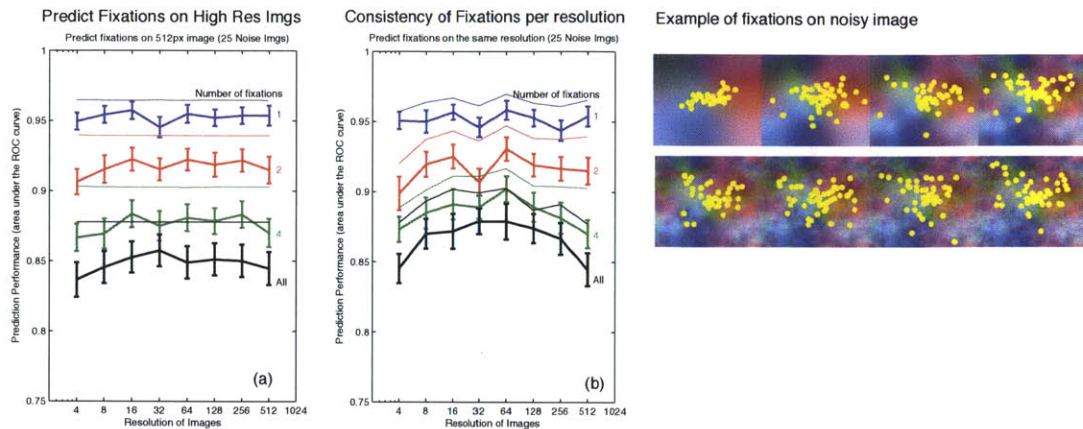 Predict Fixations on High Res Imgs
Predict fixations on 512px image (25 Noise Imgs)
Prediction Performance (area under the ROC curve)
1
0.95
0.9
0.85
0.8
0.75
Number of fixations
1
2
4
All
(a)
4 8 16 32 64 128 256 512 1024
Resolution of Images
Consistency of Fixations per resolution
Predict fixations on the same resolution (25 Noise Imgs)
Prediction Performance (area under the ROC curve)
1
0.95
0.9
0.85
0.8
0.75
Number of fixations
1
2
4
All
(b)
4 8 16 32 64 128 256 512 1024
Resolution of Images
Example of fixations on noisy image